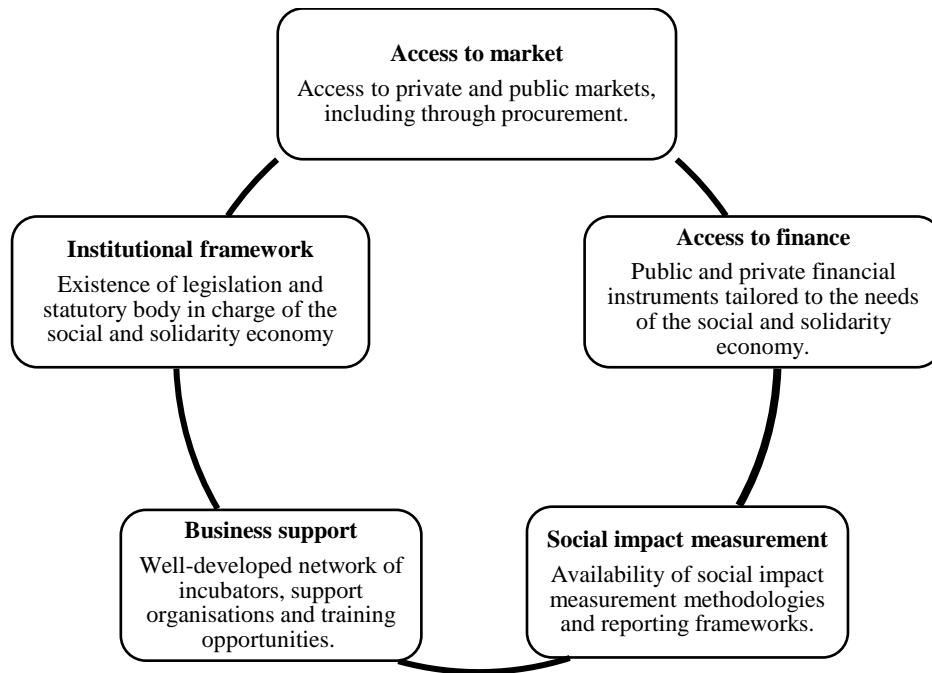 Access to market
Access to private and public markets,
including through procurement.
Institutional framework
Existence of legislation and
statutory body in charge of the
social and solidarity economy
Access to finance
Public and private financial
instruments tailored to the needs
of the social and solidarity
economy.
Business support
Well-developed network of
incubators, support
organisations and training
opportunities.
Social impact measurement
Availability of social impact
measurement methodologies
and reporting frameworks.